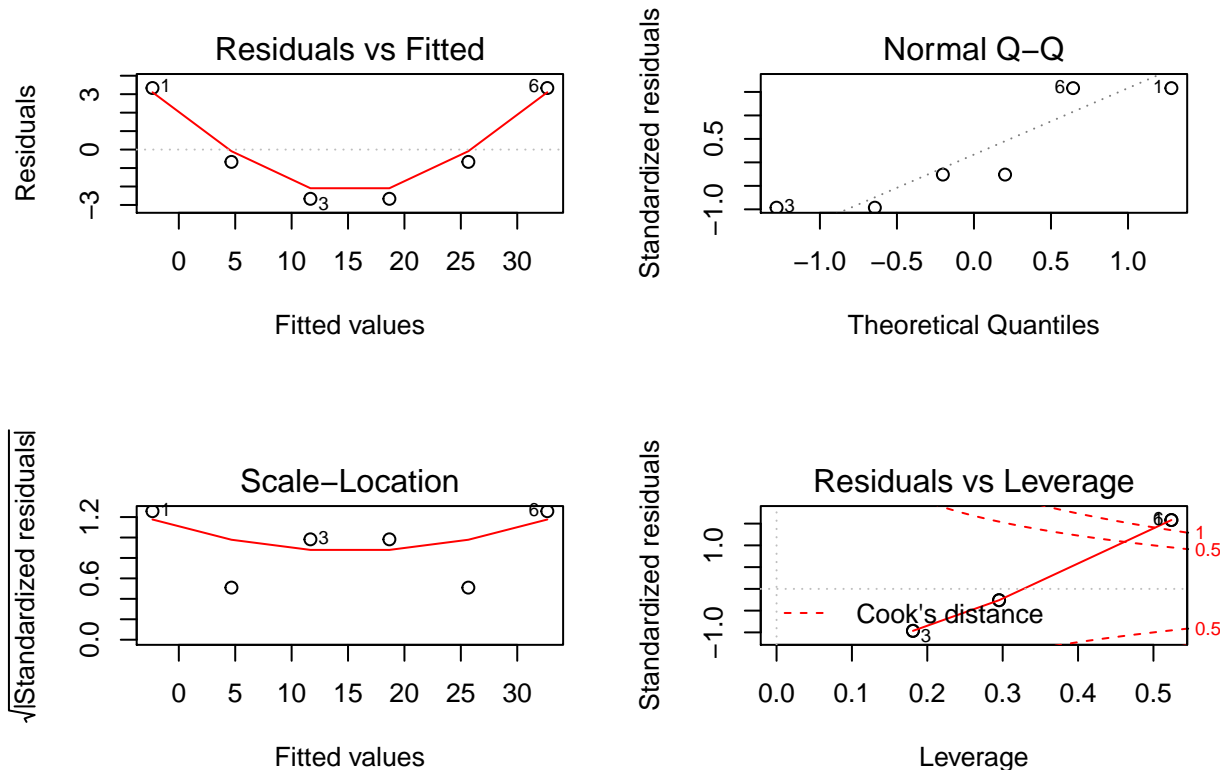 Residuals vs Fitted
Residuals
3
0
−3
1
3
6
0 5 10 15 20 25 30
Fitted values
Normal Q−Q
Standardized residuals
0.5
−1.0
3
6
1
−1.0 −0.5 0.0 0.5 1.0
Theoretical Quantiles
Scale−Location
√|Standardized residuals|
1.2
0.6
0.0
1
3
6
0 5 10 15 20 25 30
Fitted values
Residuals vs Leverage
Standardized residuals
1.0
−1.0
6
1
0.5
0.5
Cook's distance
3
0.0 0.1 0.2 0.3 0.4 0.5
Leverage